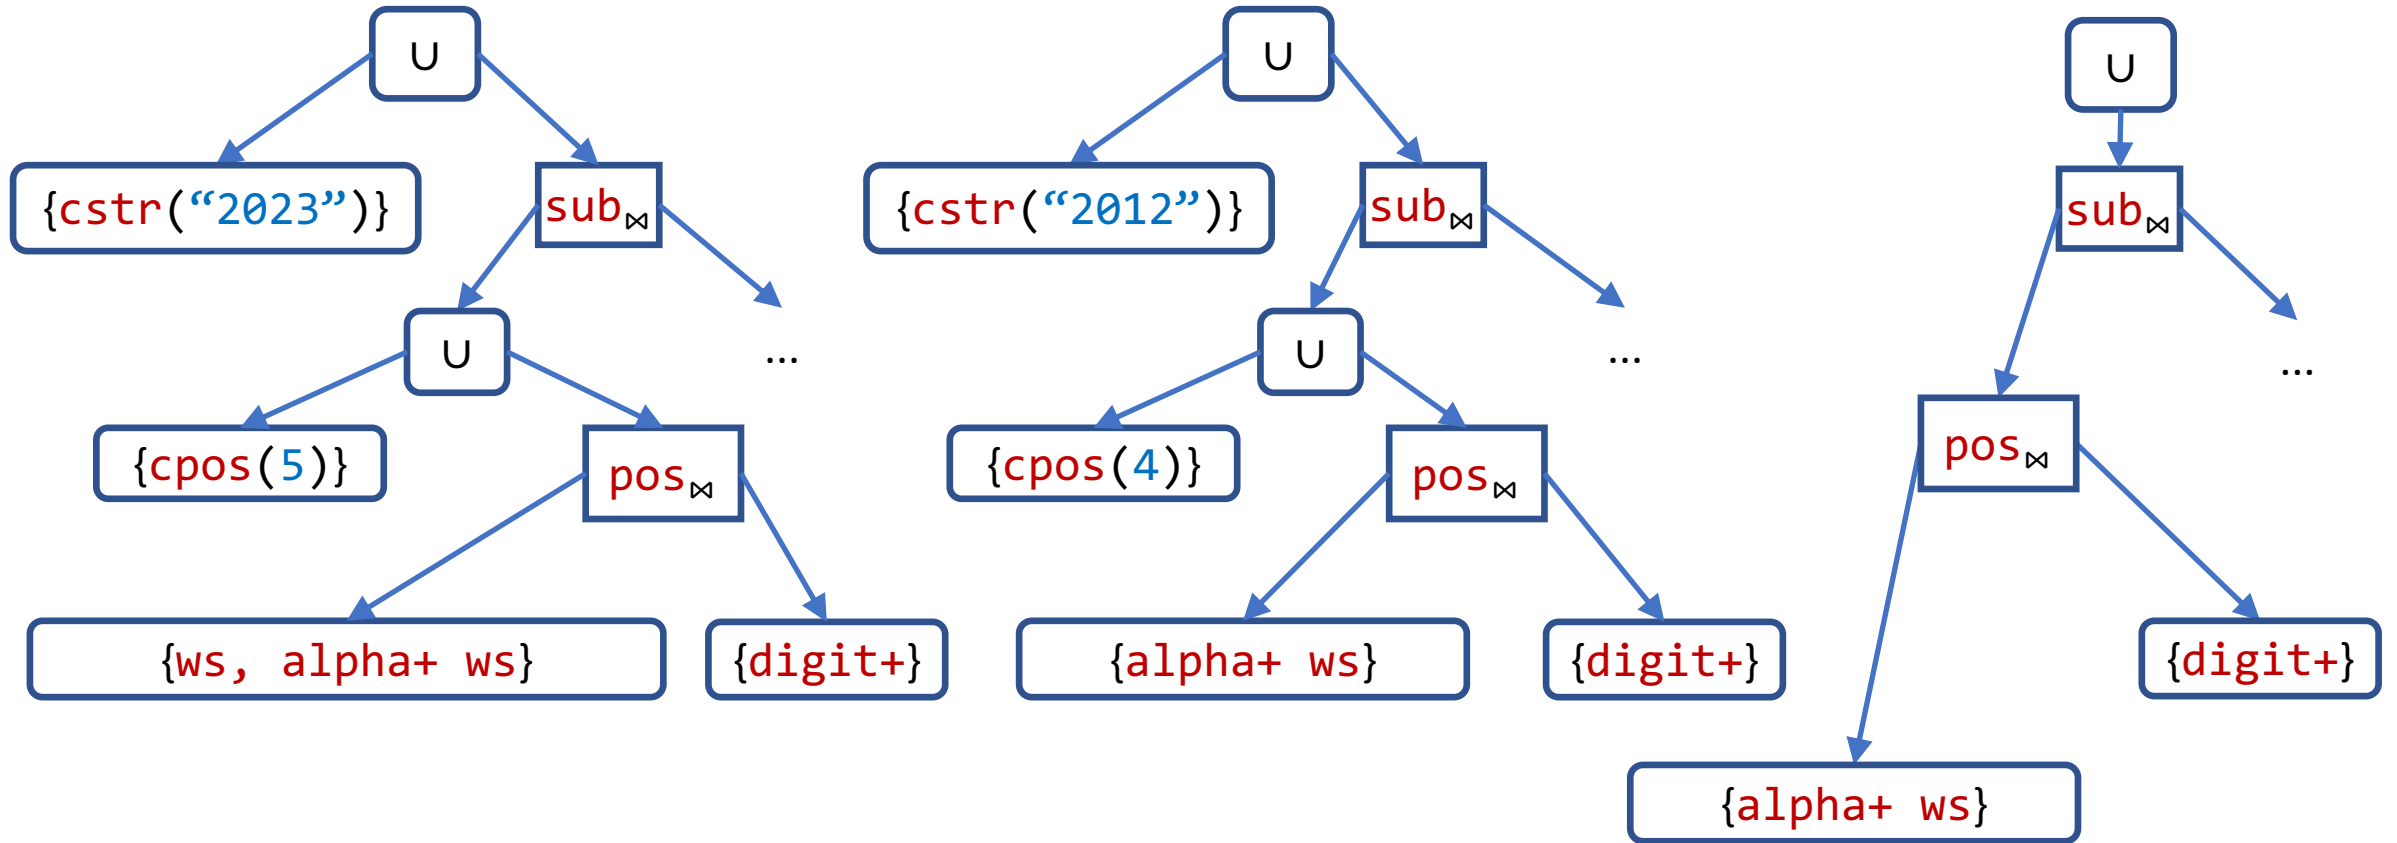 ∪ ∪ ∪
{cstr(“2023”)} sub⋈ {cstr(“2012”)} sub⋈ sub⋈
∪ ... ∪ ... ...
{cpos(5)} pos⋈ {cpos(4)} pos⋈ pos⋈
{ws, alpha+ ws} {digit+} {alpha+ ws} {digit+} {digit+}
{alpha+ ws}